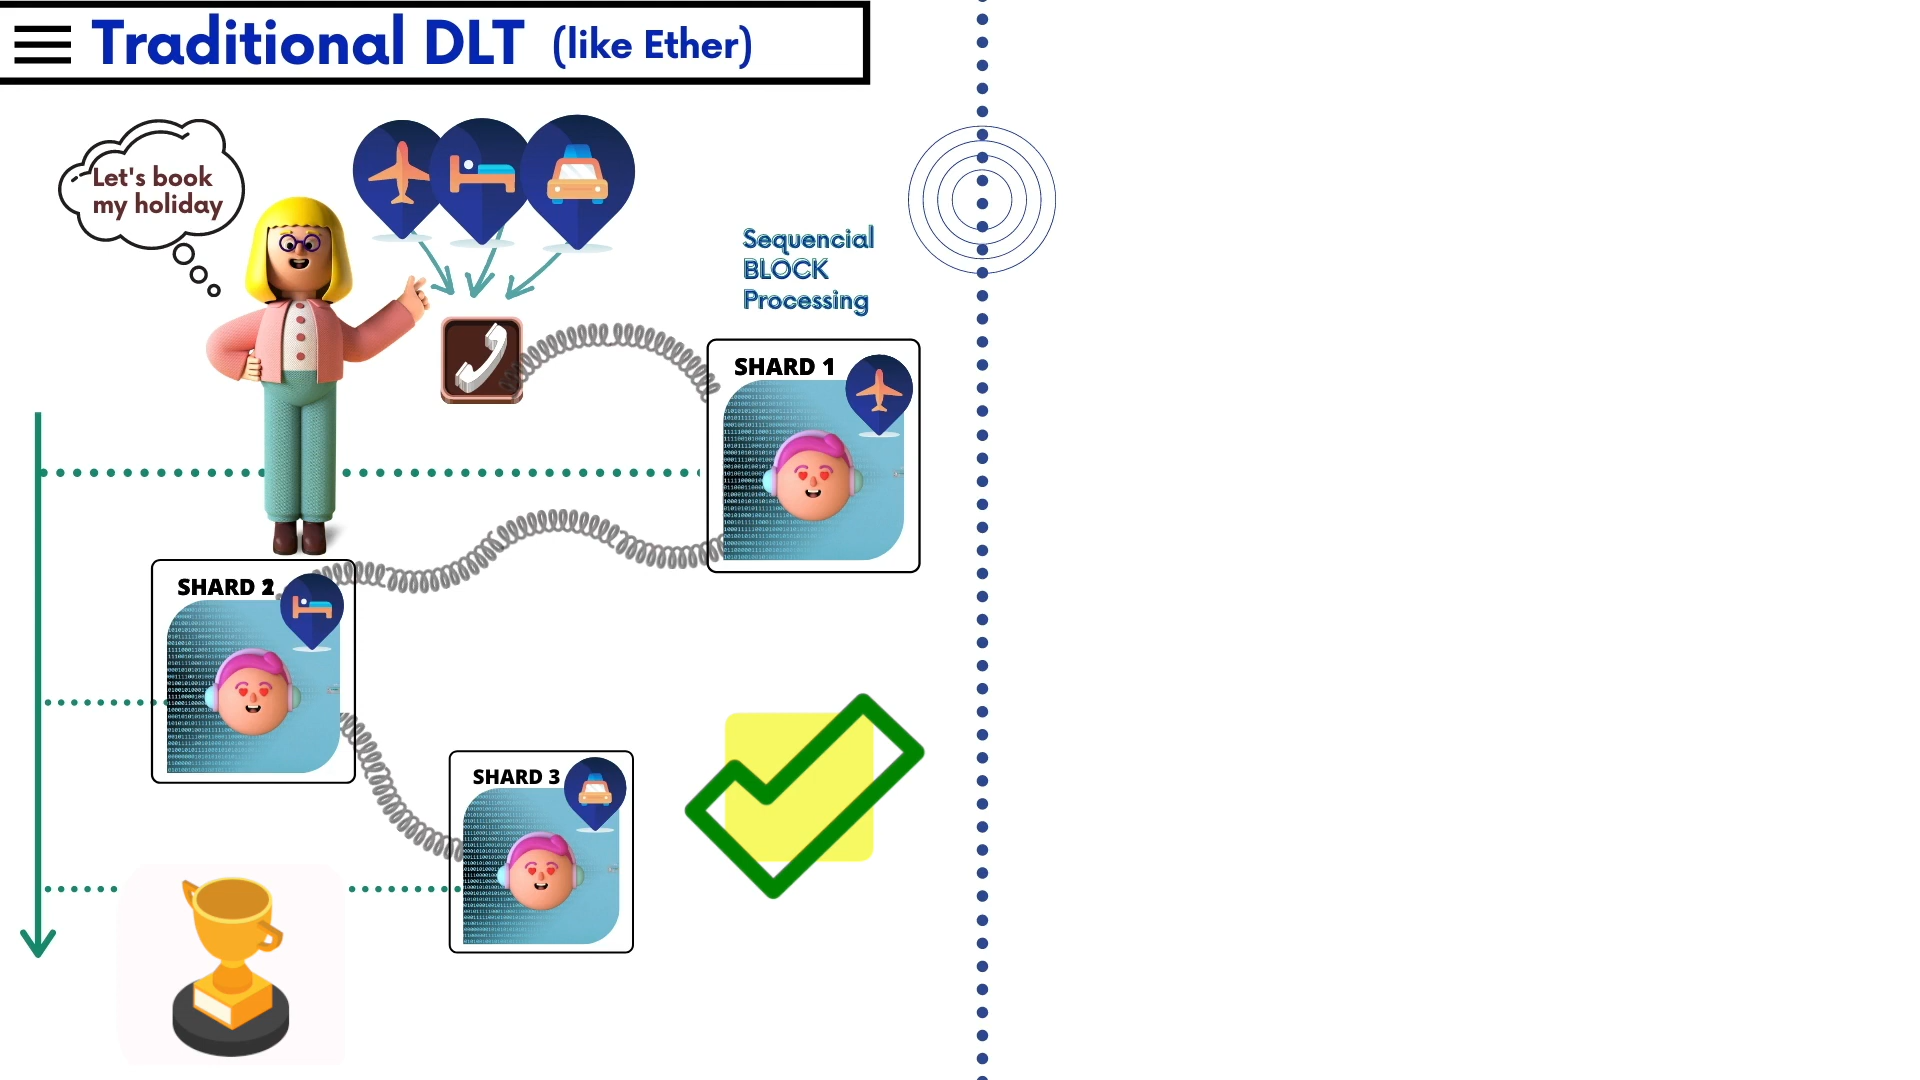 Traditional DLT (like Ether)
Let's book
my holiday
Sequencial
BLOCK
Processing
SHARD 1
SHARD 2
SHARD 3